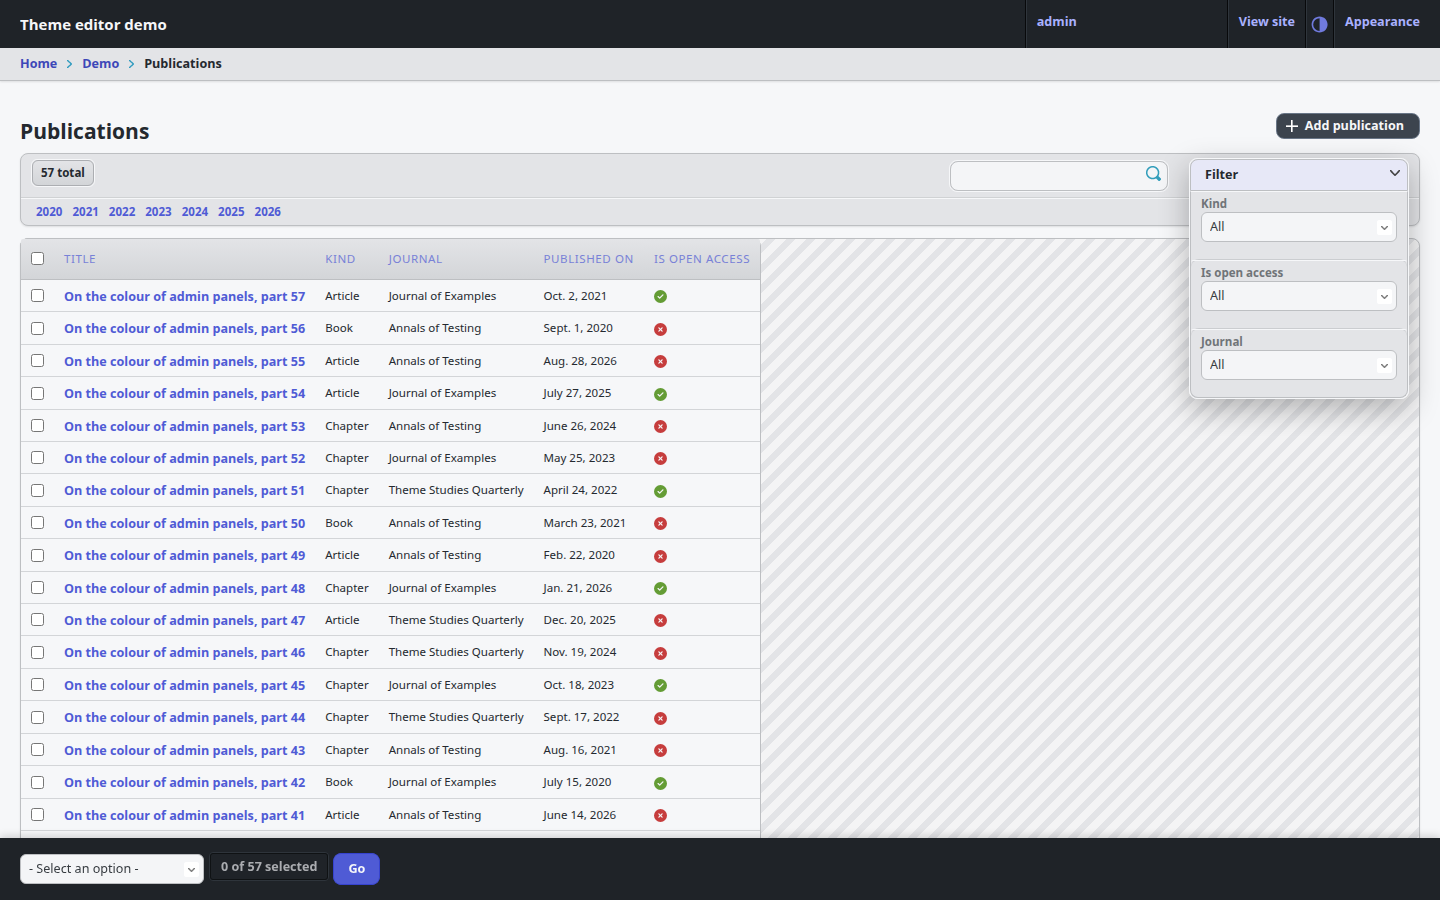 Theme editor demo
admin
View site
Appearance
Home
Demo
Publications
Publications
Add publication
57 total
2020 2021 2022 2023 2024 2025 2026
Filter
Kind
All
Is open access
All
Journal
All
TITLE KIND JOURNAL PUBLISHED ON IS OPEN ACCESS
On the colour of admin panels, part 57 Article Journal of Examples Oct. 2, 2021
On the colour of admin panels, part 56 Book Annals of Testing Sept. 1, 2020
On the colour of admin panels, part 55 Article Annals of Testing Aug. 28, 2026
On the colour of admin panels, part 54 Article Journal of Examples July 27, 2025
On the colour of admin panels, part 53 Chapter Annals of Testing June 26, 2024
On the colour of admin panels, part 52 Chapter Journal of Examples May 25, 2023
On the colour of admin panels, part 51 Chapter Theme Studies Quarterly April 24, 2022
On the colour of admin panels, part 50 Book Annals of Testing March 23, 2021
On the colour of admin panels, part 49 Article Annals of Testing Feb. 22, 2020
On the colour of admin panels, part 48 Chapter Journal of Examples Jan. 21, 2026
On the colour of admin panels, part 47 Article Theme Studies Quarterly Dec. 20, 2025
On the colour of admin panels, part 46 Chapter Theme Studies Quarterly Nov. 19, 2024
On the colour of admin panels, part 45 Chapter Journal of Examples Oct. 18, 2023
On the colour of admin panels, part 44 Chapter Theme Studies Quarterly Sept. 17, 2022
On the colour of admin panels, part 43 Chapter Annals of Testing Aug. 16, 2021
On the colour of admin panels, part 42 Book Journal of Examples July 15, 2020
On the colour of admin panels, part 41 Article Annals of Testing June 14, 2026
- Select an option -
0 of 57 selected
Go